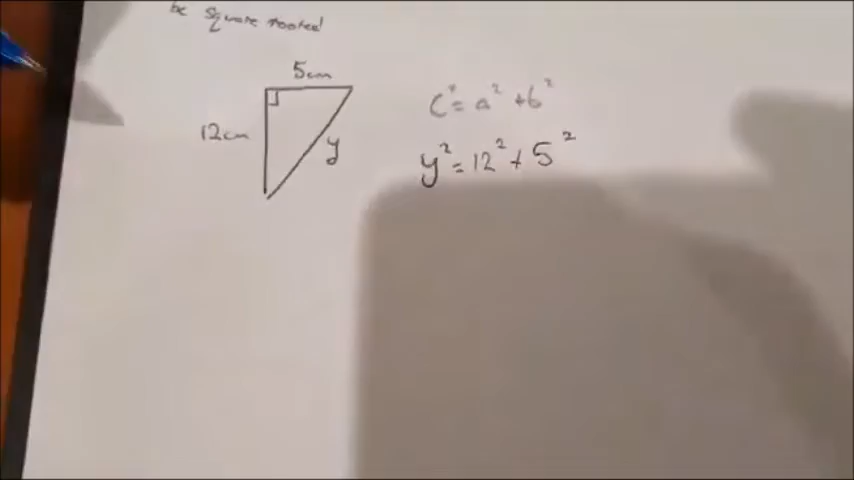 be square rooted
5cm
12cm
y
c² = a² + b²
y² = 12² + 5²